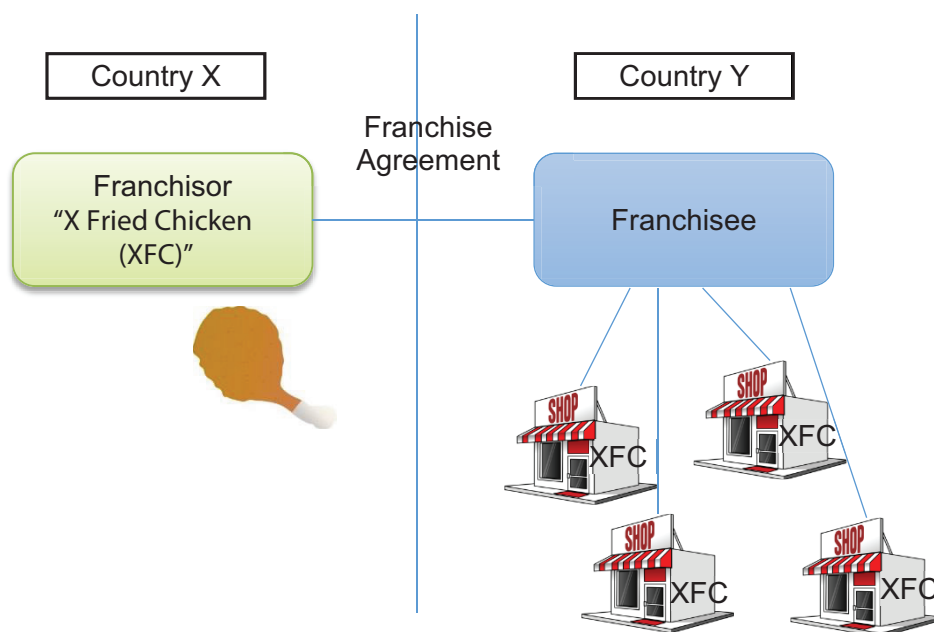 Country X
Country Y
Franchise
Agreement
Franchisor
“X Fried Chicken
(XFC)”
Franchisee
SHOP
XFC
SHOP
XFC
SHOP
XFC
SHOP
XFC